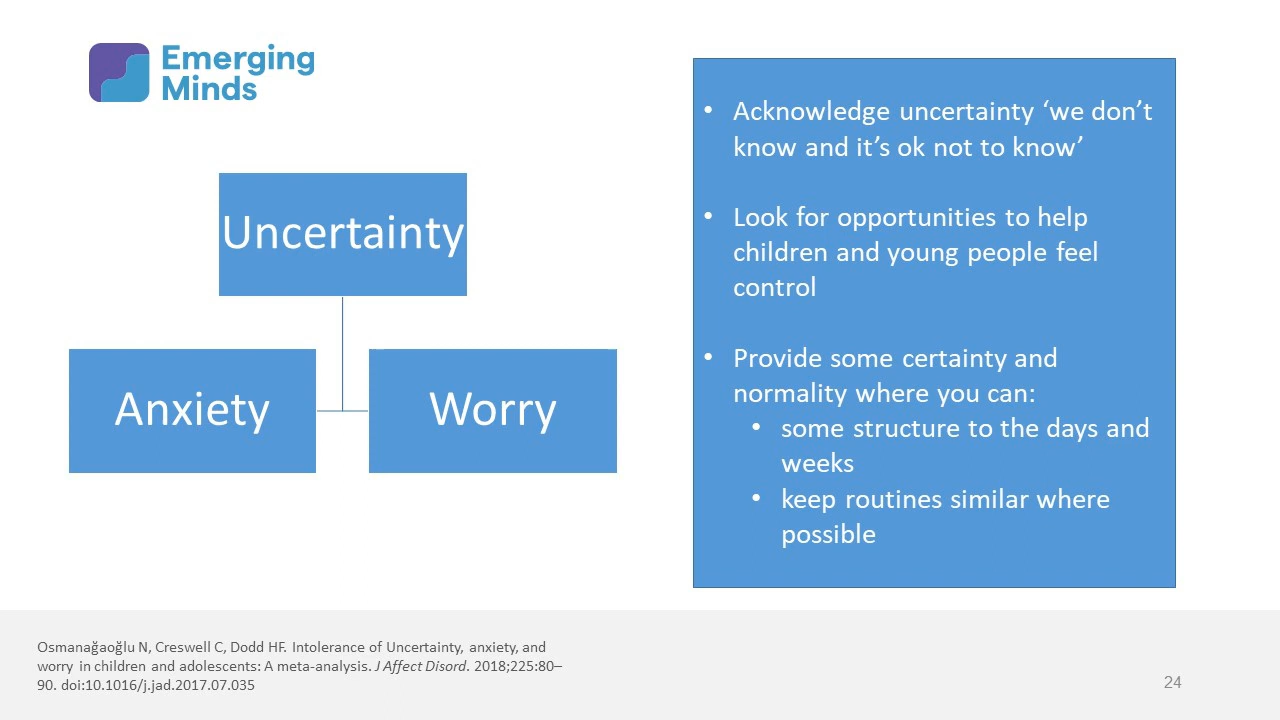 Emerging
Minds
Uncertainty
Anxiety
Worry
• Acknowledge uncertainty ‘we don’t
know and it’s ok not to know’
• Look for opportunities to help
children and young people feel
control
• Provide some certainty and
normality where you can:
• some structure to the days and
weeks
• keep routines similar where
possible
Osmanağaoğlu N, Creswell C, Dodd HF. Intolerance of Uncertainty, anxiety, and
worry in children and adolescents: A meta-analysis. J Affect Disord. 2018;225:80–
90. doi:10.1016/j.jad.2017.07.035
24